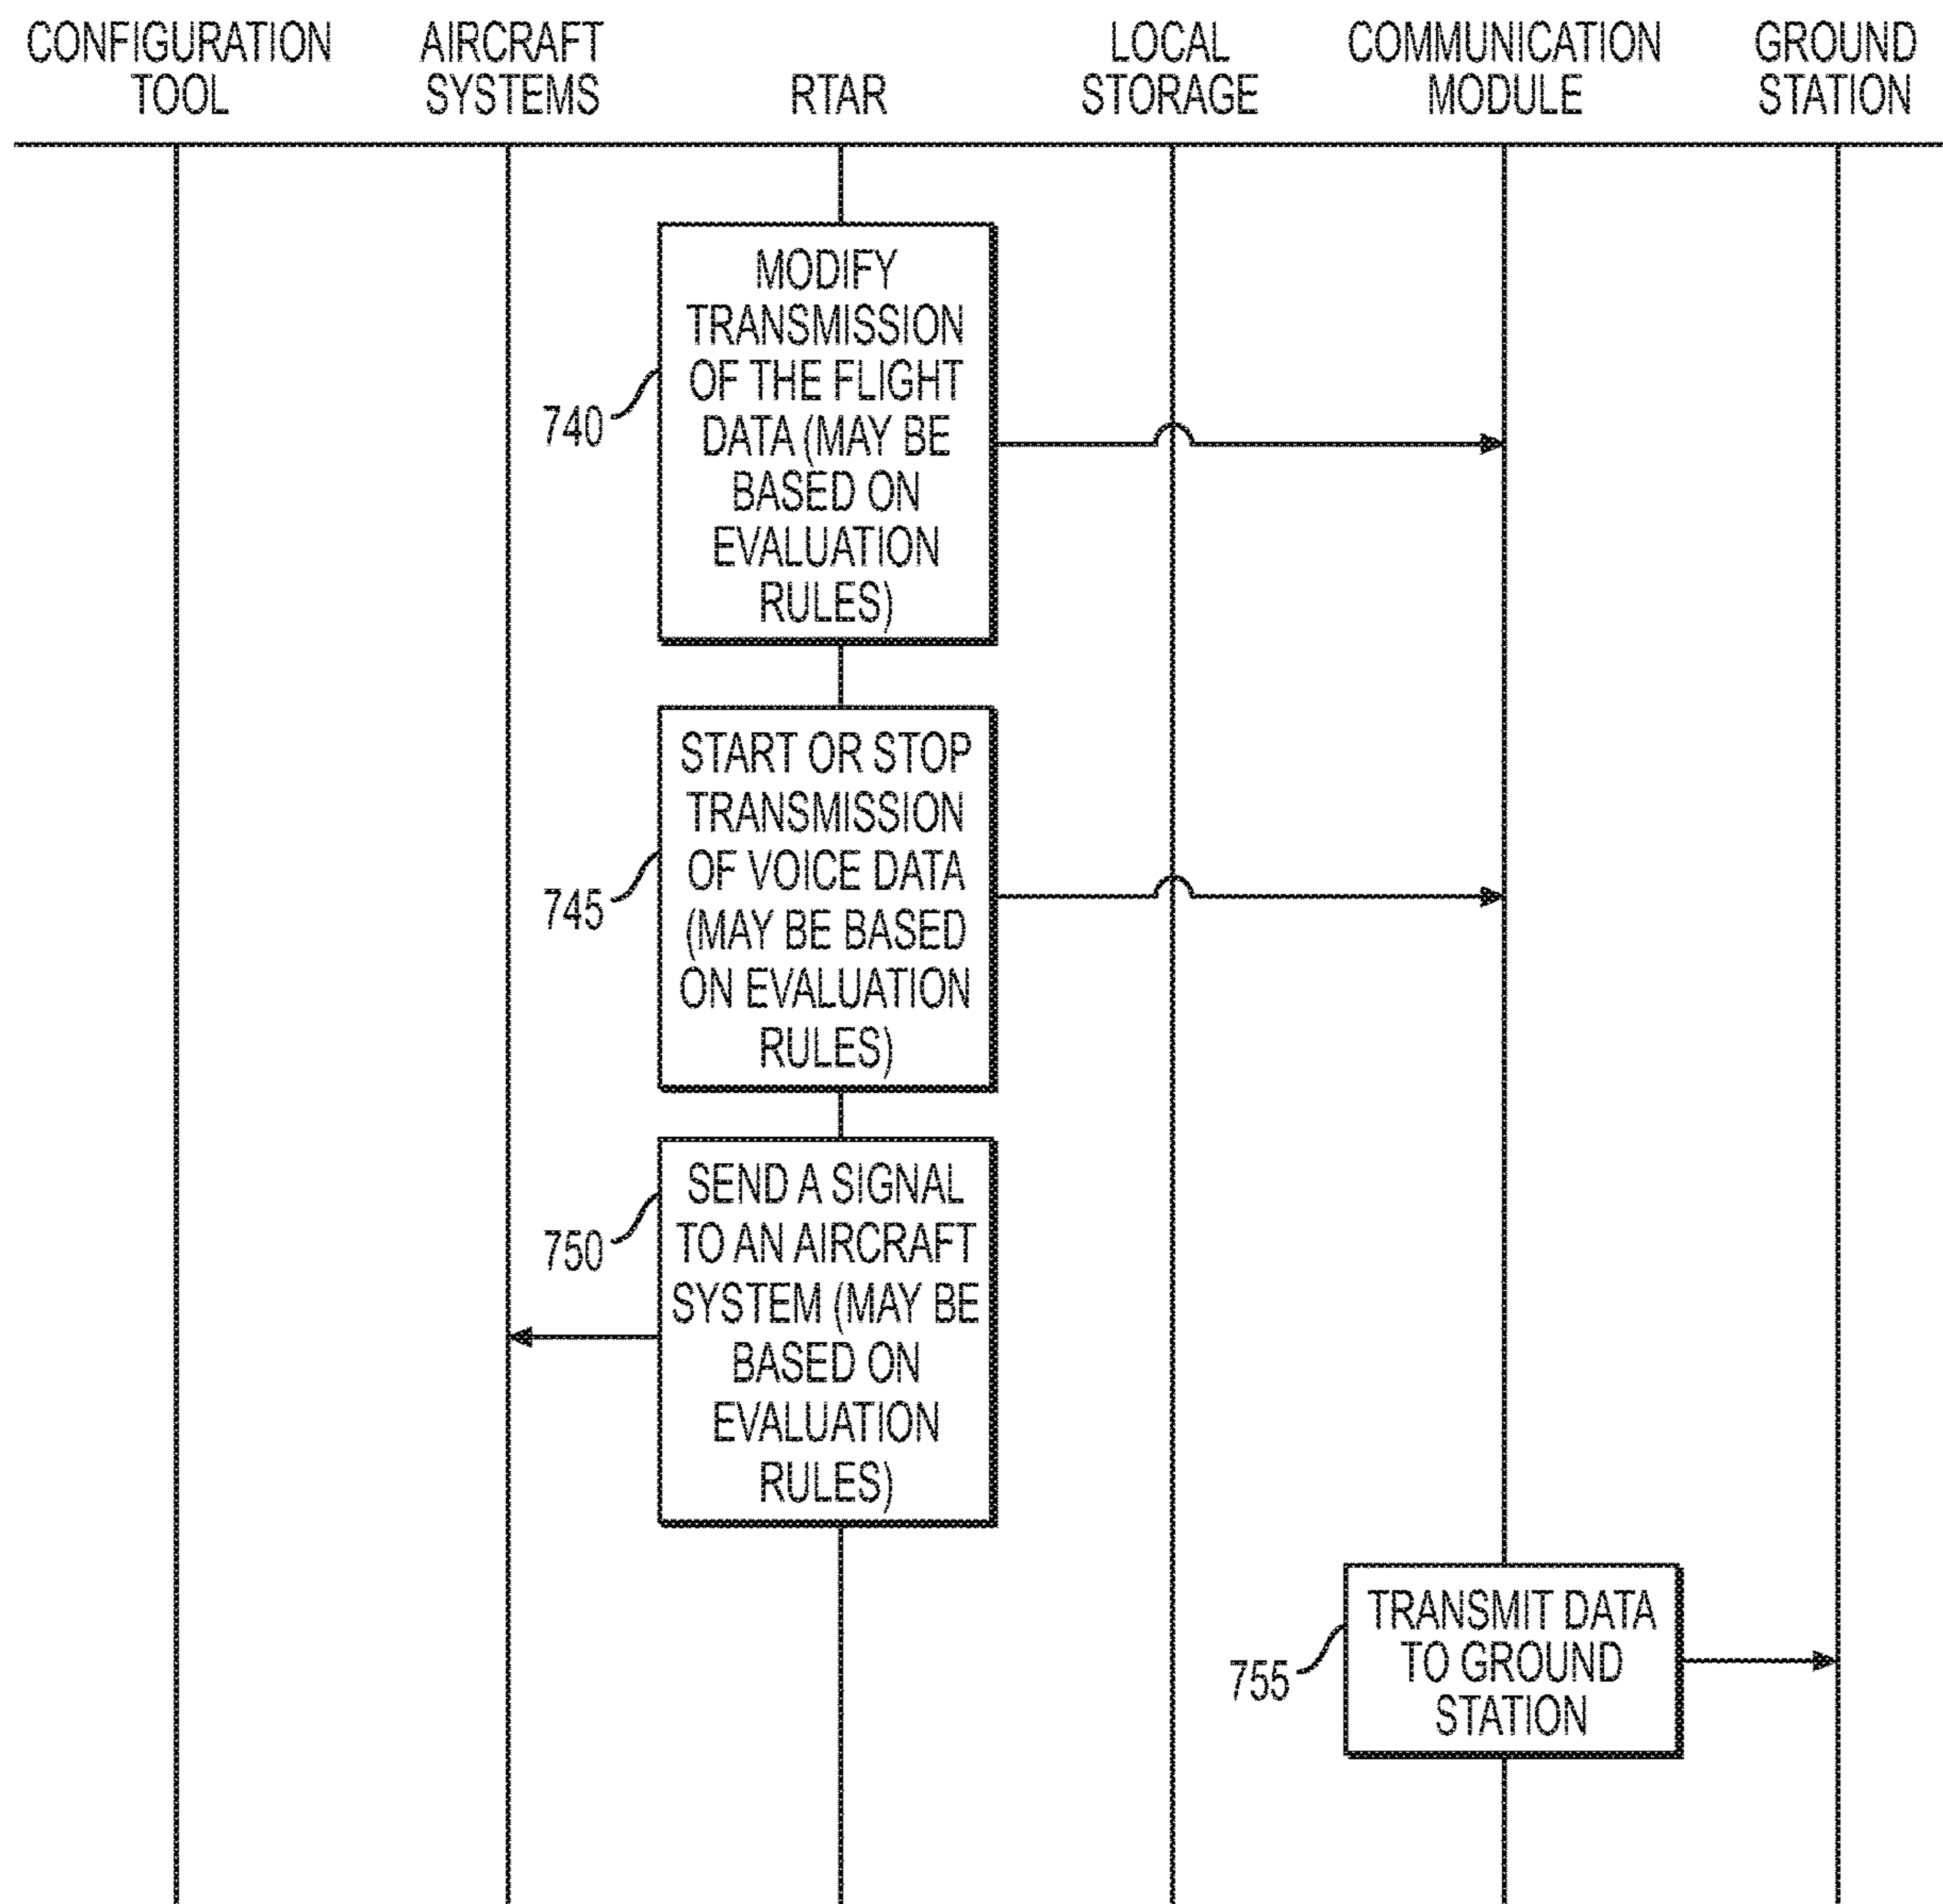 CONFIGURATION
TOOL
AIRCRAFT
SYSTEMS
RTAR
LOCAL
STORAGE
COMMUNICATION
MODULE
GROUND
STATION
740
MODIFY
TRANSMISSION
OF THE FLIGHT
DATA (MAY BE
BASED ON
EVALUATION
RULES)
745
START OR STOP
TRANSMISSION
OF VOICE DATA
(MAY BE BASED
ON EVALUATION
RULES)
750
SEND A SIGNAL
TO AN AIRCRAFT
SYSTEM (MAY BE
BASED ON
EVALUATION
RULES)
755
TRANSMIT DATA
TO GROUND
STATION